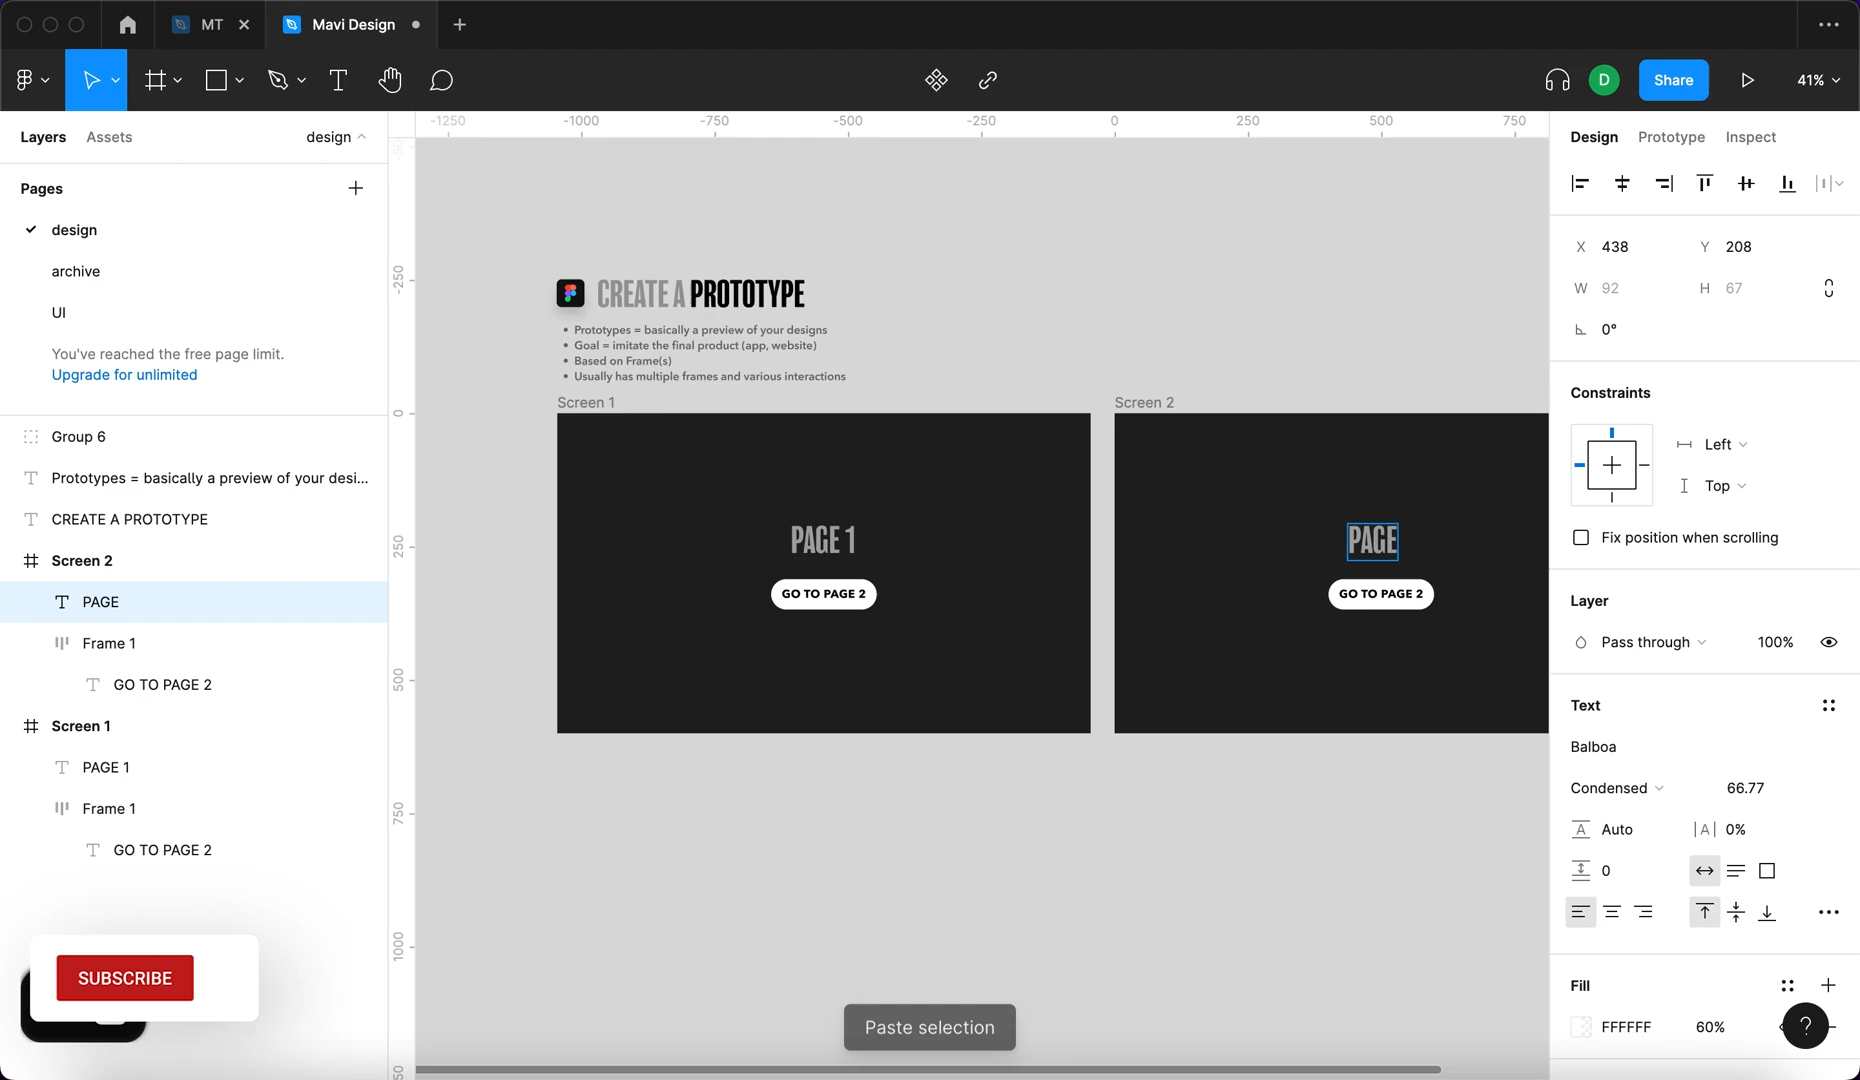 MT
Mavi Design
D
Share
41%
Layers
Assets
design
Pages
design
archive
UI
You've reached the free page limit.
Upgrade for unlimited
Group 6
Prototypes = basically a preview of your desi...
CREATE A PROTOTYPE
Screen 2
PAGE
Frame 1
GO TO PAGE 2
Screen 1
PAGE 1
Frame 1
GO TO PAGE 2
SUBSCRIBE
-1250
-1000
-750
-500
-250
0
250
500
750
-250
0
250
500
750
1000
CREATE A PROTOTYPE
• Prototypes = basically a preview of your designs
• Goal = imitate the final product (app, website)
• Based on Frame(s)
• Usually has multiple frames and various interactions
Screen 1
Screen 2
PAGE 1
GO TO PAGE 2
PAGE
GO TO PAGE 2
Paste selection
Design
Prototype
Inspect
X 438
Y 208
W 92
H 67
0°
Constraints
Left
Top
Fix position when scrolling
Layer
Pass through
100%
Text
Balboa
Condensed
66.77
A Auto
|A| 0%
0
Fill
FFFFFF
60%
?